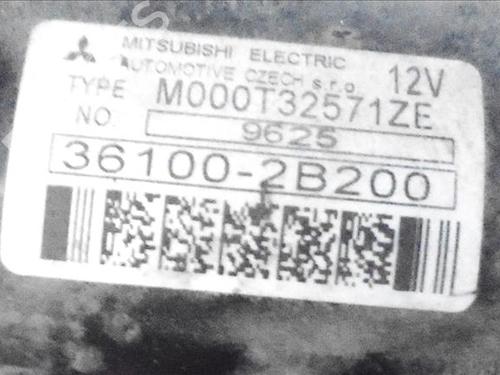 MITSUBISHI ELECTRIC
AUTOMOTIVE CZECH s.r.o. 12V
TYPE M000T32571ZE
NO. 9625
36100-2B200